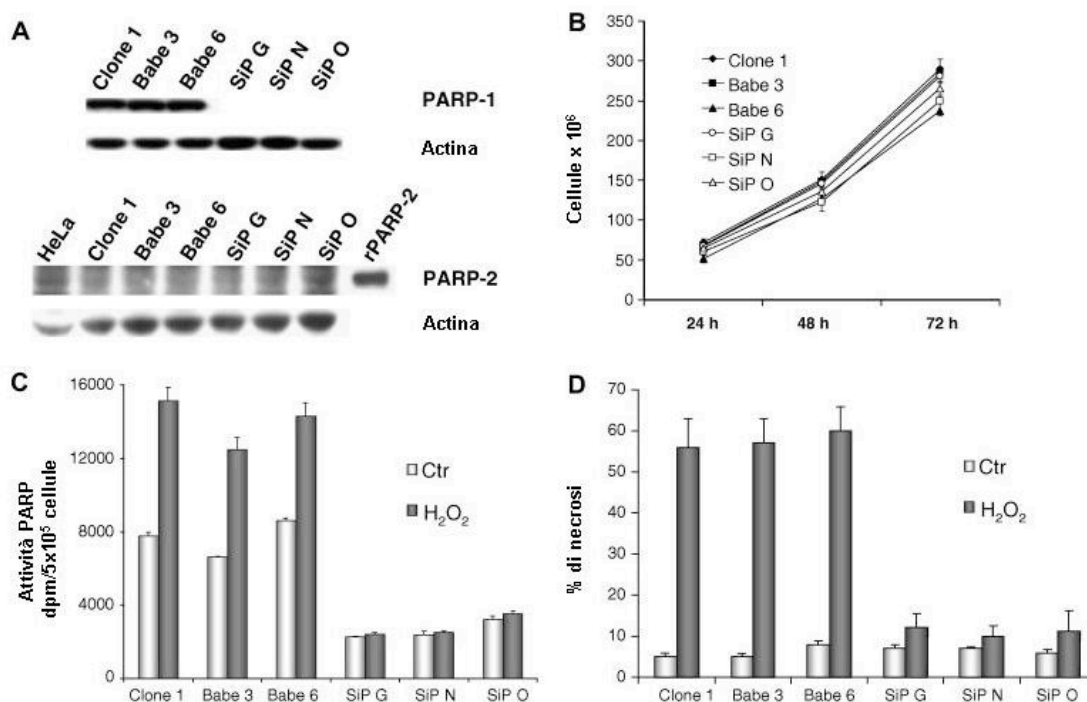 A
Clone 1
Babe 3
Babe 6
SiP G
SiP N
SiP O
PARP-1
Actina
HeLa
Clone 1
Babe 3
Babe 6
SiP G
SiP N
SiP O
rPARP-2
PARP-2
Actina
B
Cellule x 10⁶
350
300
250
200
150
100
50
0
Clone 1
Babe 3
Babe 6
SiP G
SiP N
SiP O
24 h 48 h 72 h
C
Attività PARP
dpm/5x10⁵ cellule
16000
12000
8000
4000
0
Ctr
H₂O₂
Clone 1 Babe 3 Babe 6 SiP G SiP N SiP O
D
% di necrosi
70
60
50
40
30
20
10
0
Ctr
H₂O₂
Clone 1 Babe 3 Babe 6 SiP G SiP N SiP O